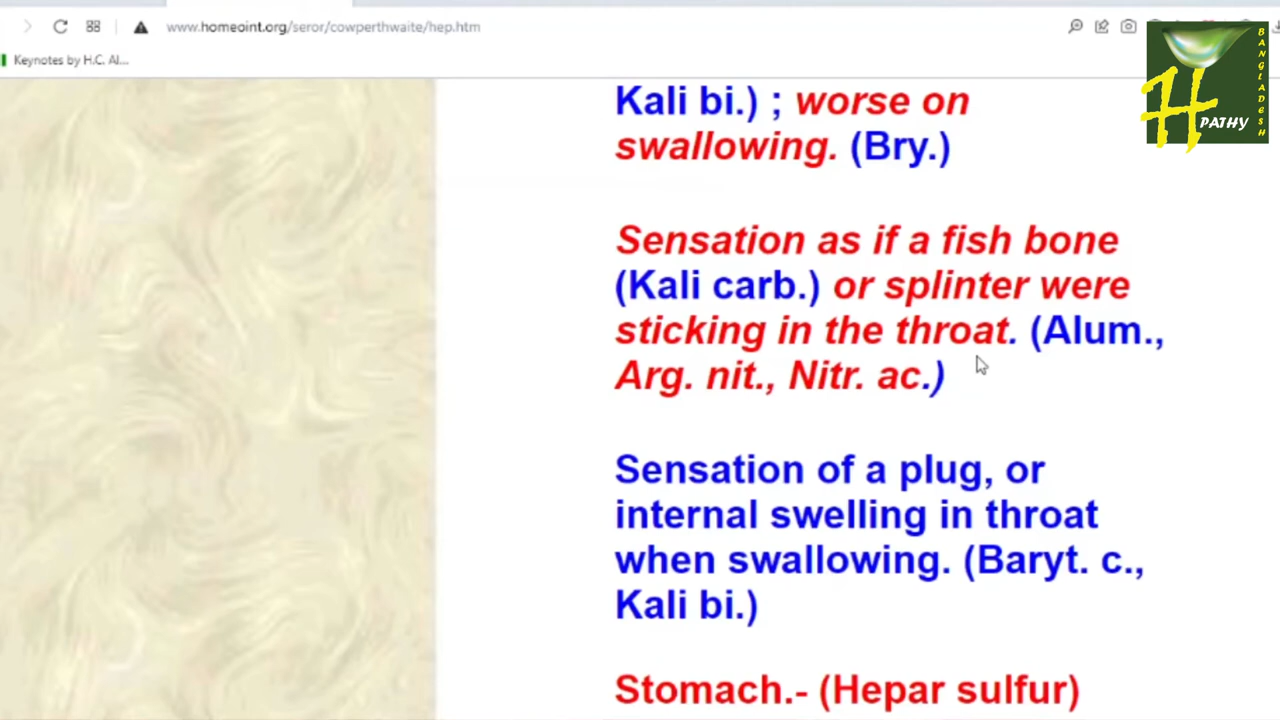 www.homeoint.org/seror/cowperthwaite/hep.htm
Keynotes by H.C. Al...
H
PATHY
BANGLADESH
Kali bi.) ; worse on
swallowing. (Bry.)
Sensation as if a fish bone
(Kali carb.) or splinter were
sticking in the throat. (Alum.,
Arg. nit., Nitr. ac.)
Sensation of a plug, or
internal swelling in throat
when swallowing. (Baryt. c.,
Kali bi.)
Stomach.- (Hepar sulfur)